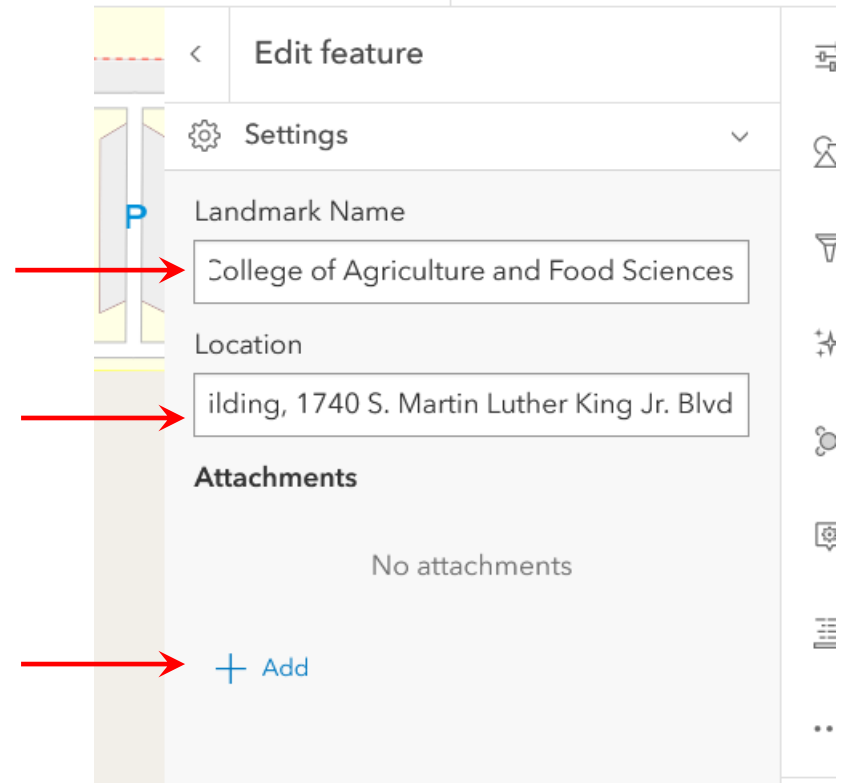 Edit feature
Settings
Landmark Name
College of Agriculture and Food Sciences
P
Location
ilding, 1740 S. Martin Luther King Jr. Blvd
Attachments
No attachments
Add